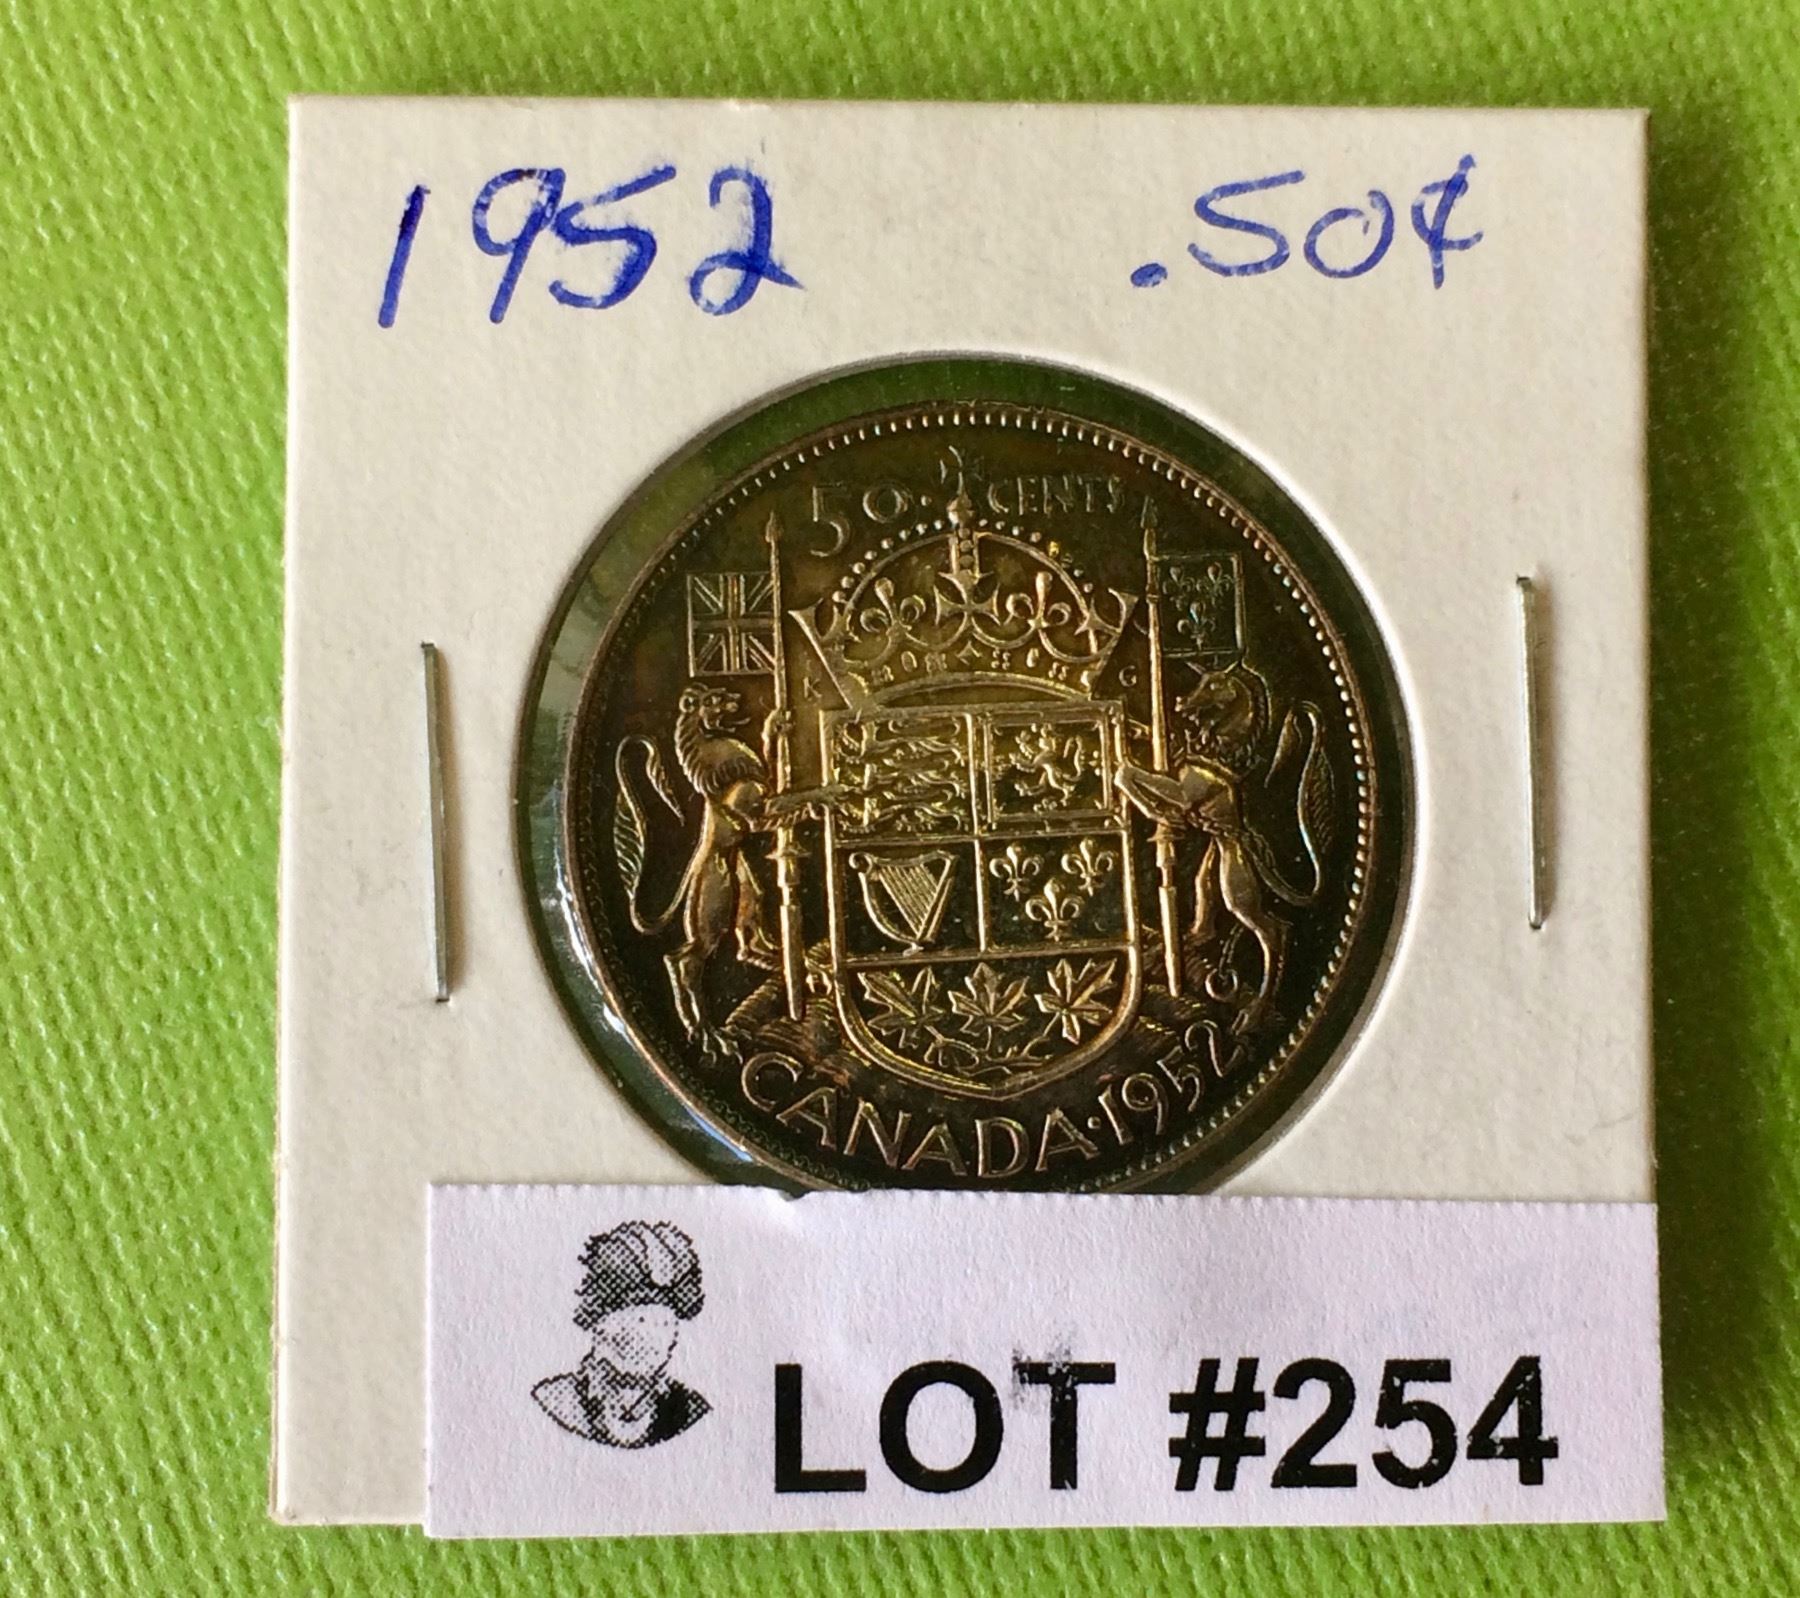 1952 .50¢
50 CENTS
K G
CANADA·1952
LOT #254